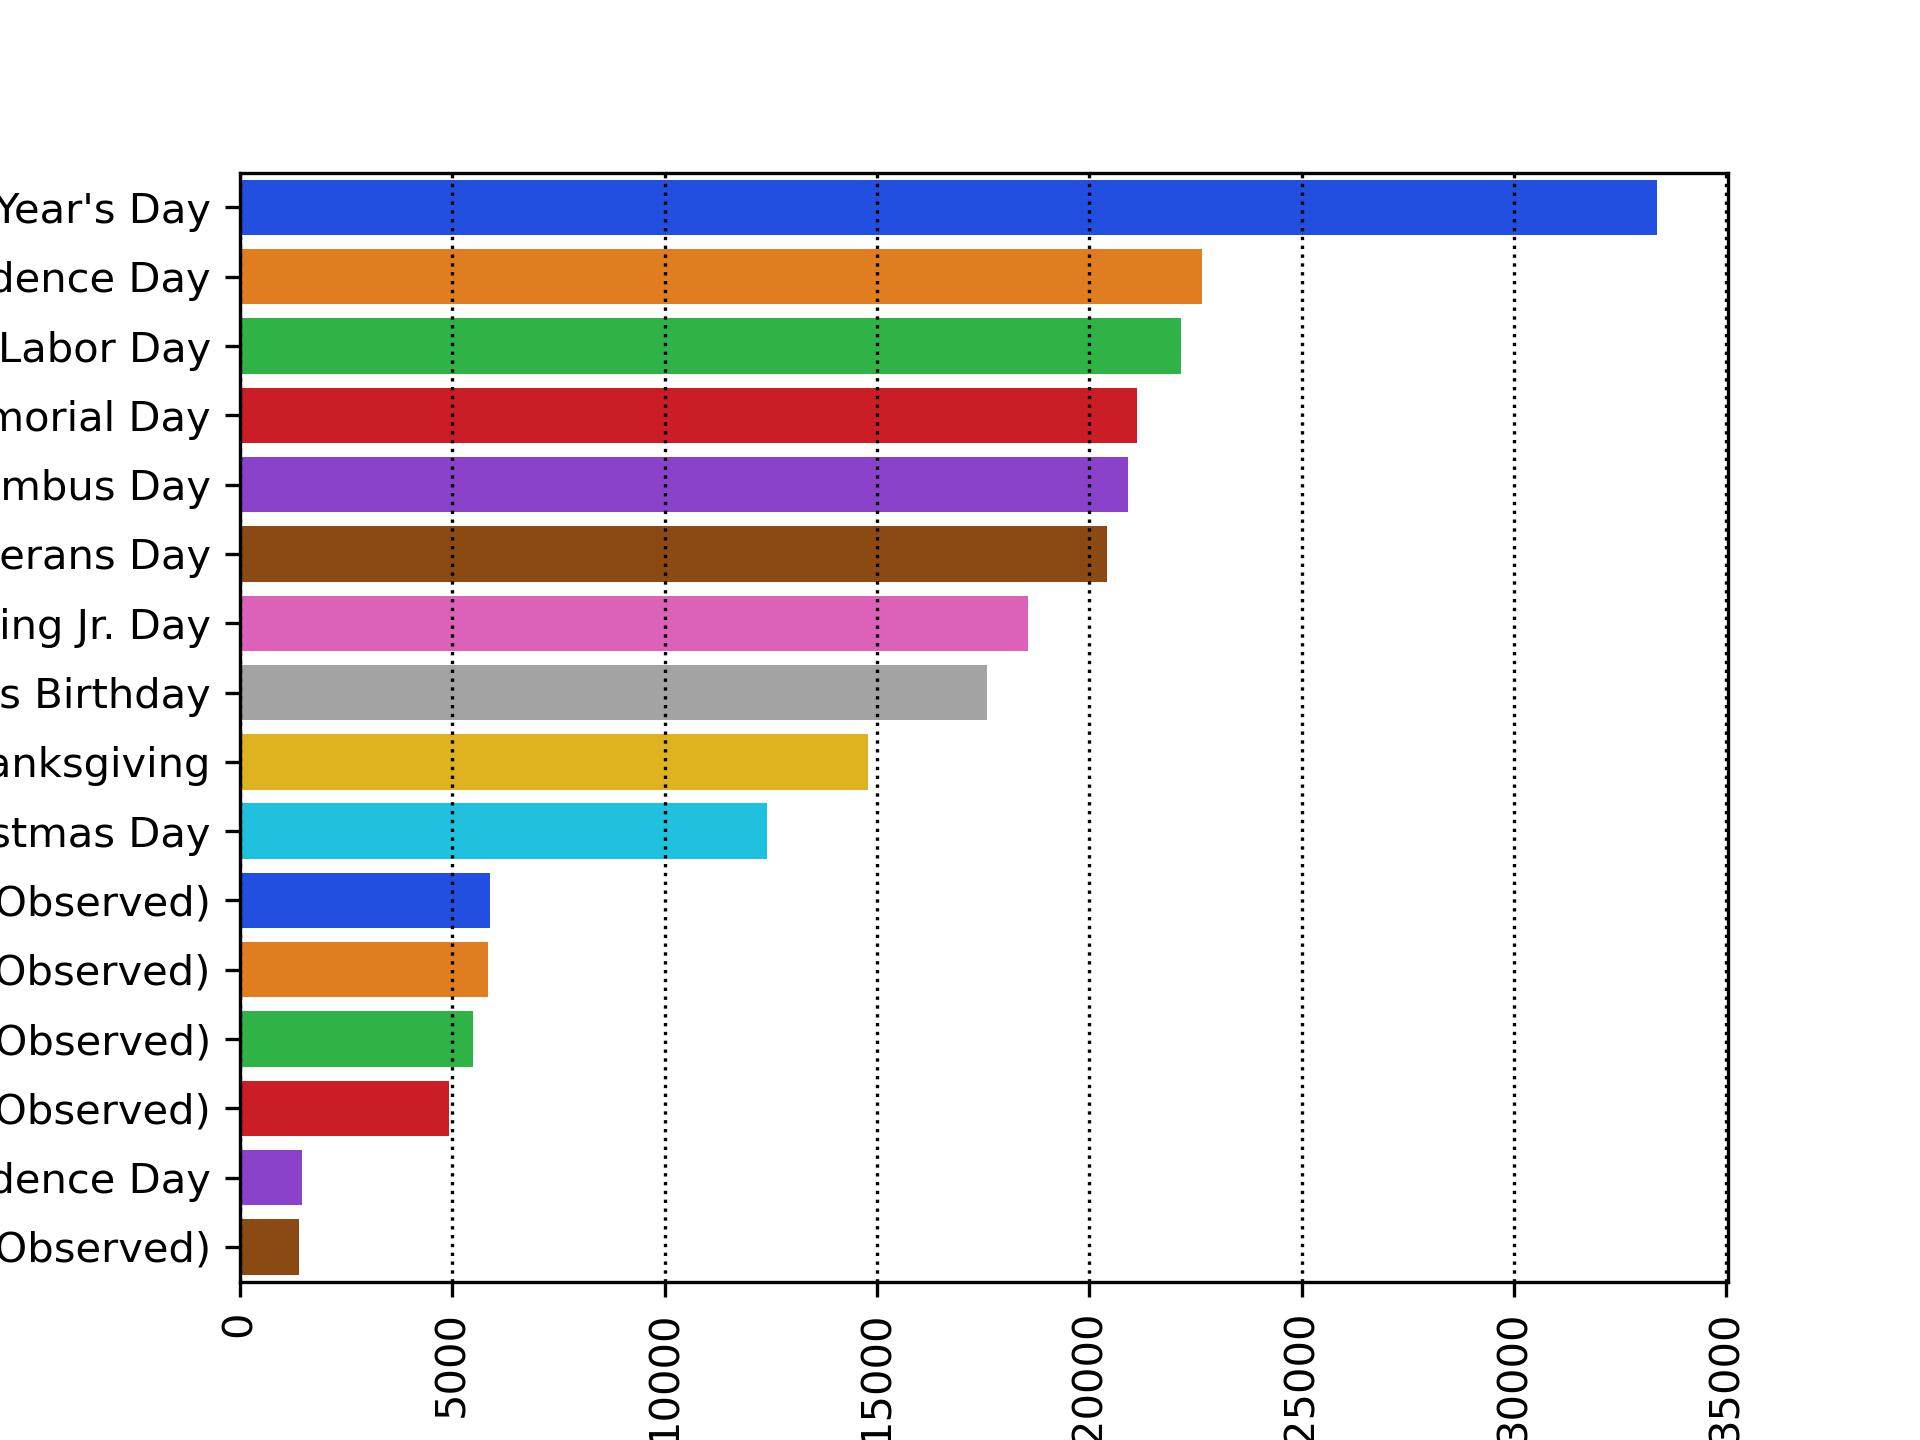 Year's Day
dence Day
Labor Day
morial Day
mbus Day
erans Day
ing Jr. Day
s Birthday
anksgiving
stmas Day
Observed)
Observed)
Observed)
Observed)
dence Day
Observed)
0 5000 10000 15000 20000 25000 30000 35000